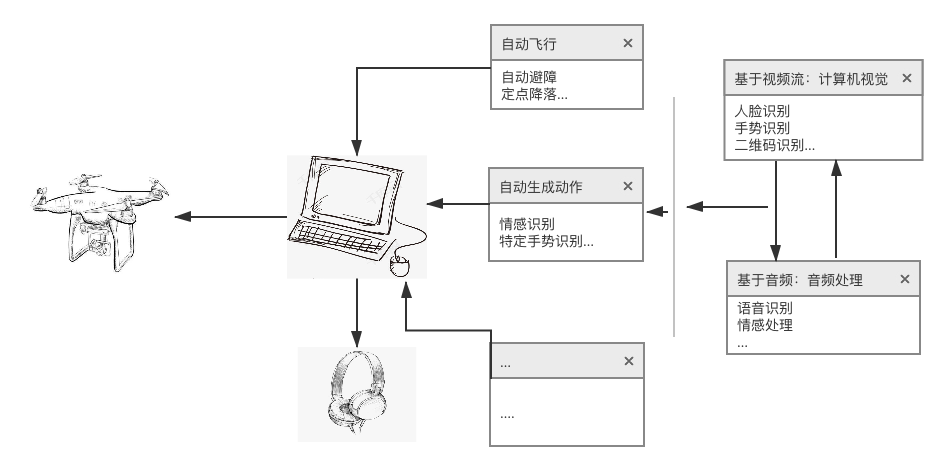 自动飞行 ×
自动避障
定点降落...
基于视频流：计算机视觉 ×
人脸识别
手势识别
二维码识别...
自动生成动作 ×
情感识别
特定手势识别...
基于音频：音频处理 ×
语音识别
情感处理
...
... ×
....